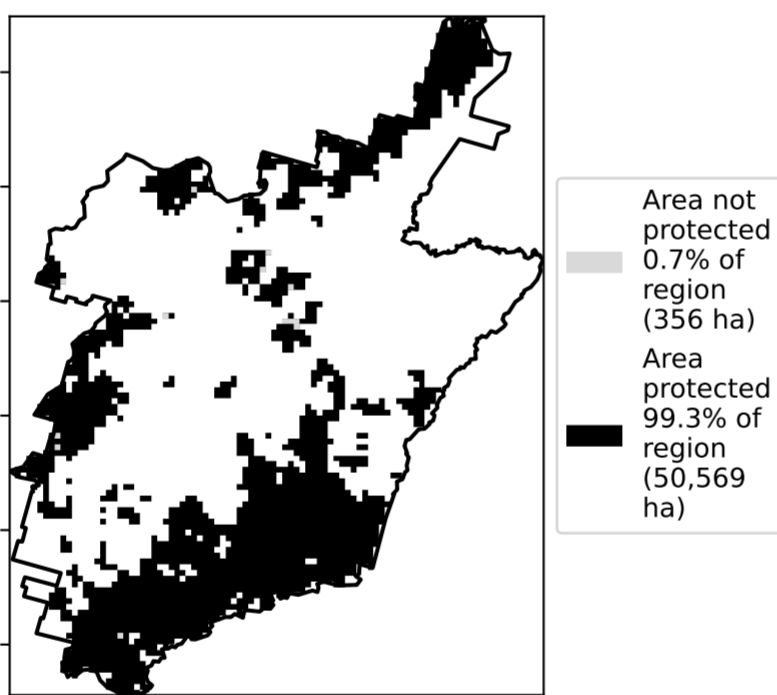 Area not
protected
0.7% of
region
(356 ha)
Area
protected
99.3% of
region
(50,569
ha)